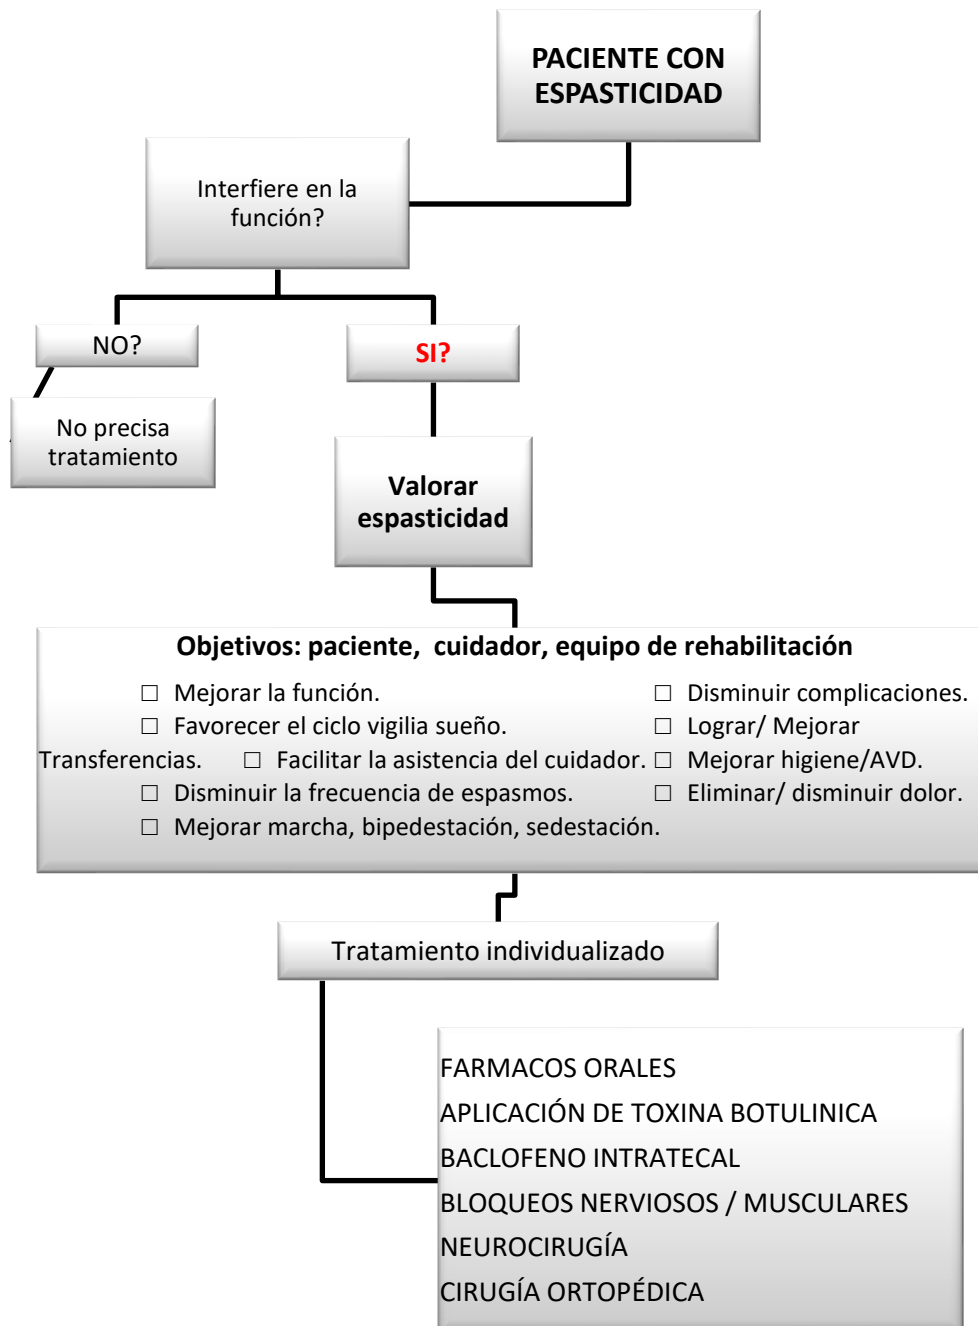 PACIENTE CON
ESPASTICIDAD
Interfiere en la
función?
NO?
SI?
No precisa
tratamiento
Valorar
espasticidad
Objetivos: paciente, cuidador, equipo de rehabilitación
☐ Mejorar la función. ☐ Disminuir complicaciones.
☐ Favorecer el ciclo vigilia sueño. ☐ Lograr/ Mejorar
Transferencias. ☐ Facilitar la asistencia del cuidador. ☐ Mejorar higiene/AVD.
☐ Disminuir la frecuencia de espasmos. ☐ Eliminar/ disminuir dolor.
☐ Mejorar marcha, bipedestación, sedestación.
Tratamiento individualizado
FARMACOS ORALES
APLICACIÓN DE TOXINA BOTULINICA
BACLOFENO INTRATECAL
BLOQUEOS NERVIOSOS / MUSCULARES
NEUROCIRUGÍA
CIRUGÍA ORTOPÉDICA